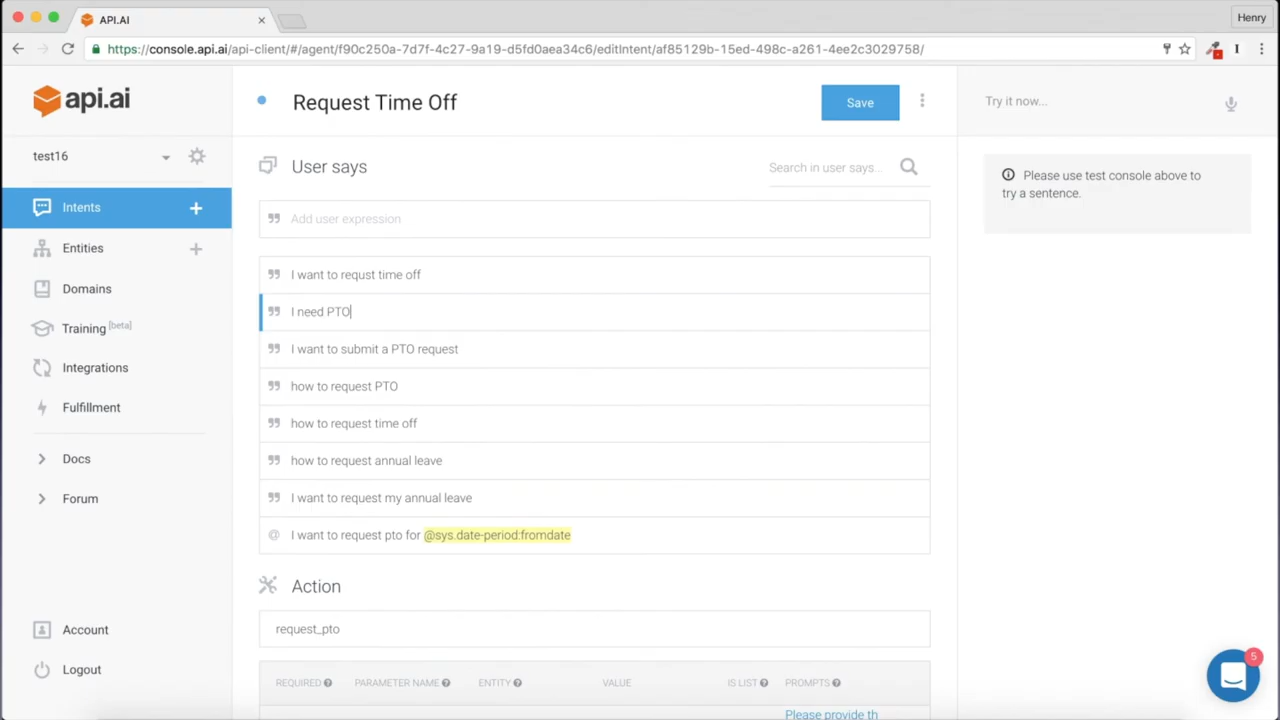 API.AI
Henry
https://console.api.ai/api-client/#/agent/f90c250a-7d7f-4c27-9a19-d5fd0aea34c6/editIntent/af85129b-15ed-498c-a261-4ee2c3029758/
api.ai
Request Time Off
Save
Try it now...
test16
User says
Search in user says...
Please use test console above to
try a sentence.
Intents
Add user expression
Entities
I want to requst time off
Domains
I need PTO
Training [beta]
I want to submit a PTO request
Integrations
how to request PTO
Fulfillment
how to request time off
Docs
how to request annual leave
Forum
I want to request my annual leave
I want to request pto for @sys.date-period:fromdate
Action
request_pto
Account
Logout
5
REQUIRED PARAMETER NAME ENTITY VALUE IS LIST PROMPTS
Please provide th